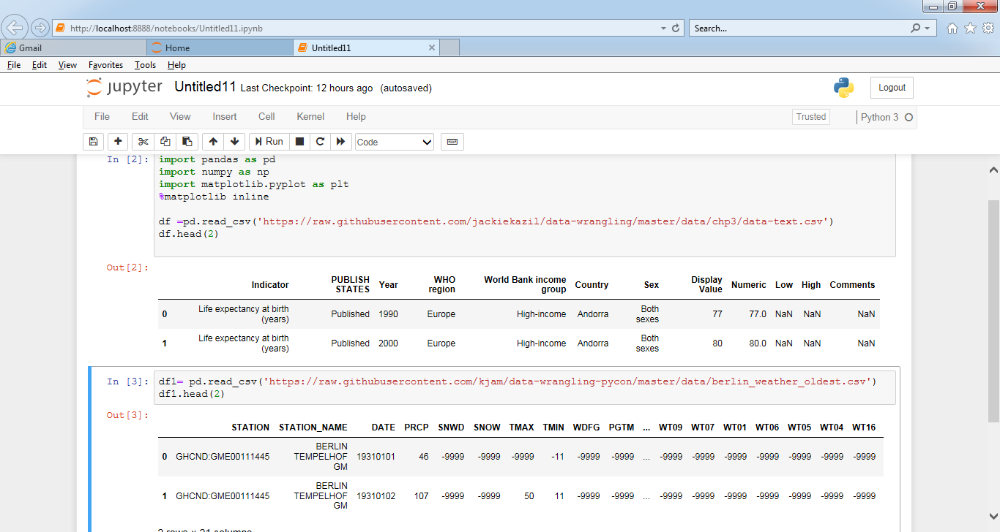 http://localhost:8888/notebooks/Untitled11.ipynb
Search...
Gmail
Home
Untitled11
File Edit View Favorites Tools Help
jupyter Untitled11 Last Checkpoint: 12 hours ago (autosaved)
Logout
File Edit View Insert Cell Kernel Help
Trusted
Python 3
Run
Code
In [2]: import pandas as pd
import numpy as np
import matplotlib.pyplot as plt
%matplotlib inline
df =pd.read_csv('https://raw.githubusercontent.com/jackiekazil/data-wrangling/master/data/chp3/data-text.csv')
df.head(2)
Out[2]:
Indicator PUBLISH STATES Year WHO region World Bank income group Country Sex Display Value Numeric Low High Comments
0 Life expectancy at birth (years) Published 1990 Europe High-income Andorra Both sexes 77 77.0 NaN NaN NaN
1 Life expectancy at birth (years) Published 2000 Europe High-income Andorra Both sexes 80 80.0 NaN NaN NaN
In [3]: df1= pd.read_csv('https://raw.githubusercontent.com/kjam/data-wrangling-pycon/master/data/berlin_weather_oldest.csv')
df1.head(2)
Out[3]:
STATION STATION_NAME DATE PRCP SNWD SNOW TMAX TMIN WDFG PGTM ... WT09 WT07 WT01 WT06 WT05 WT04 WT16
0 GHCND:GME00111445 BERLIN TEMPELHOF GM 19310101 46 -9999 -9999 -9999 -11 -9999 -9999 ... -9999 -9999 -9999 -9999 -9999 -9999 -9999
1 GHCND:GME00111445 BERLIN TEMPELHOF GM 19310102 107 -9999 -9999 50 11 -9999 -9999 ... -9999 -9999 -9999 -9999 -9999 -9999 -9999
2 rows × 21 columns